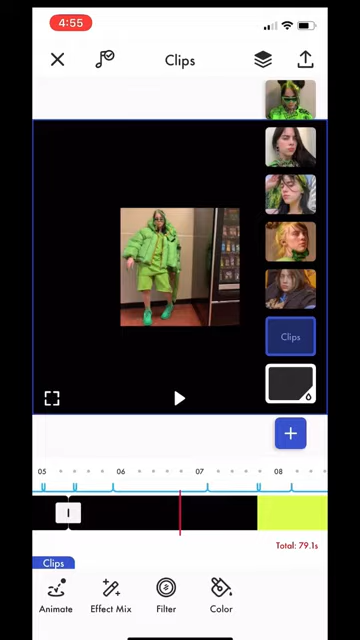 4:55
Clips
Clips
05 06 07 08
Total: 79.1s
Clips
Animate Effect Mix Filter Color